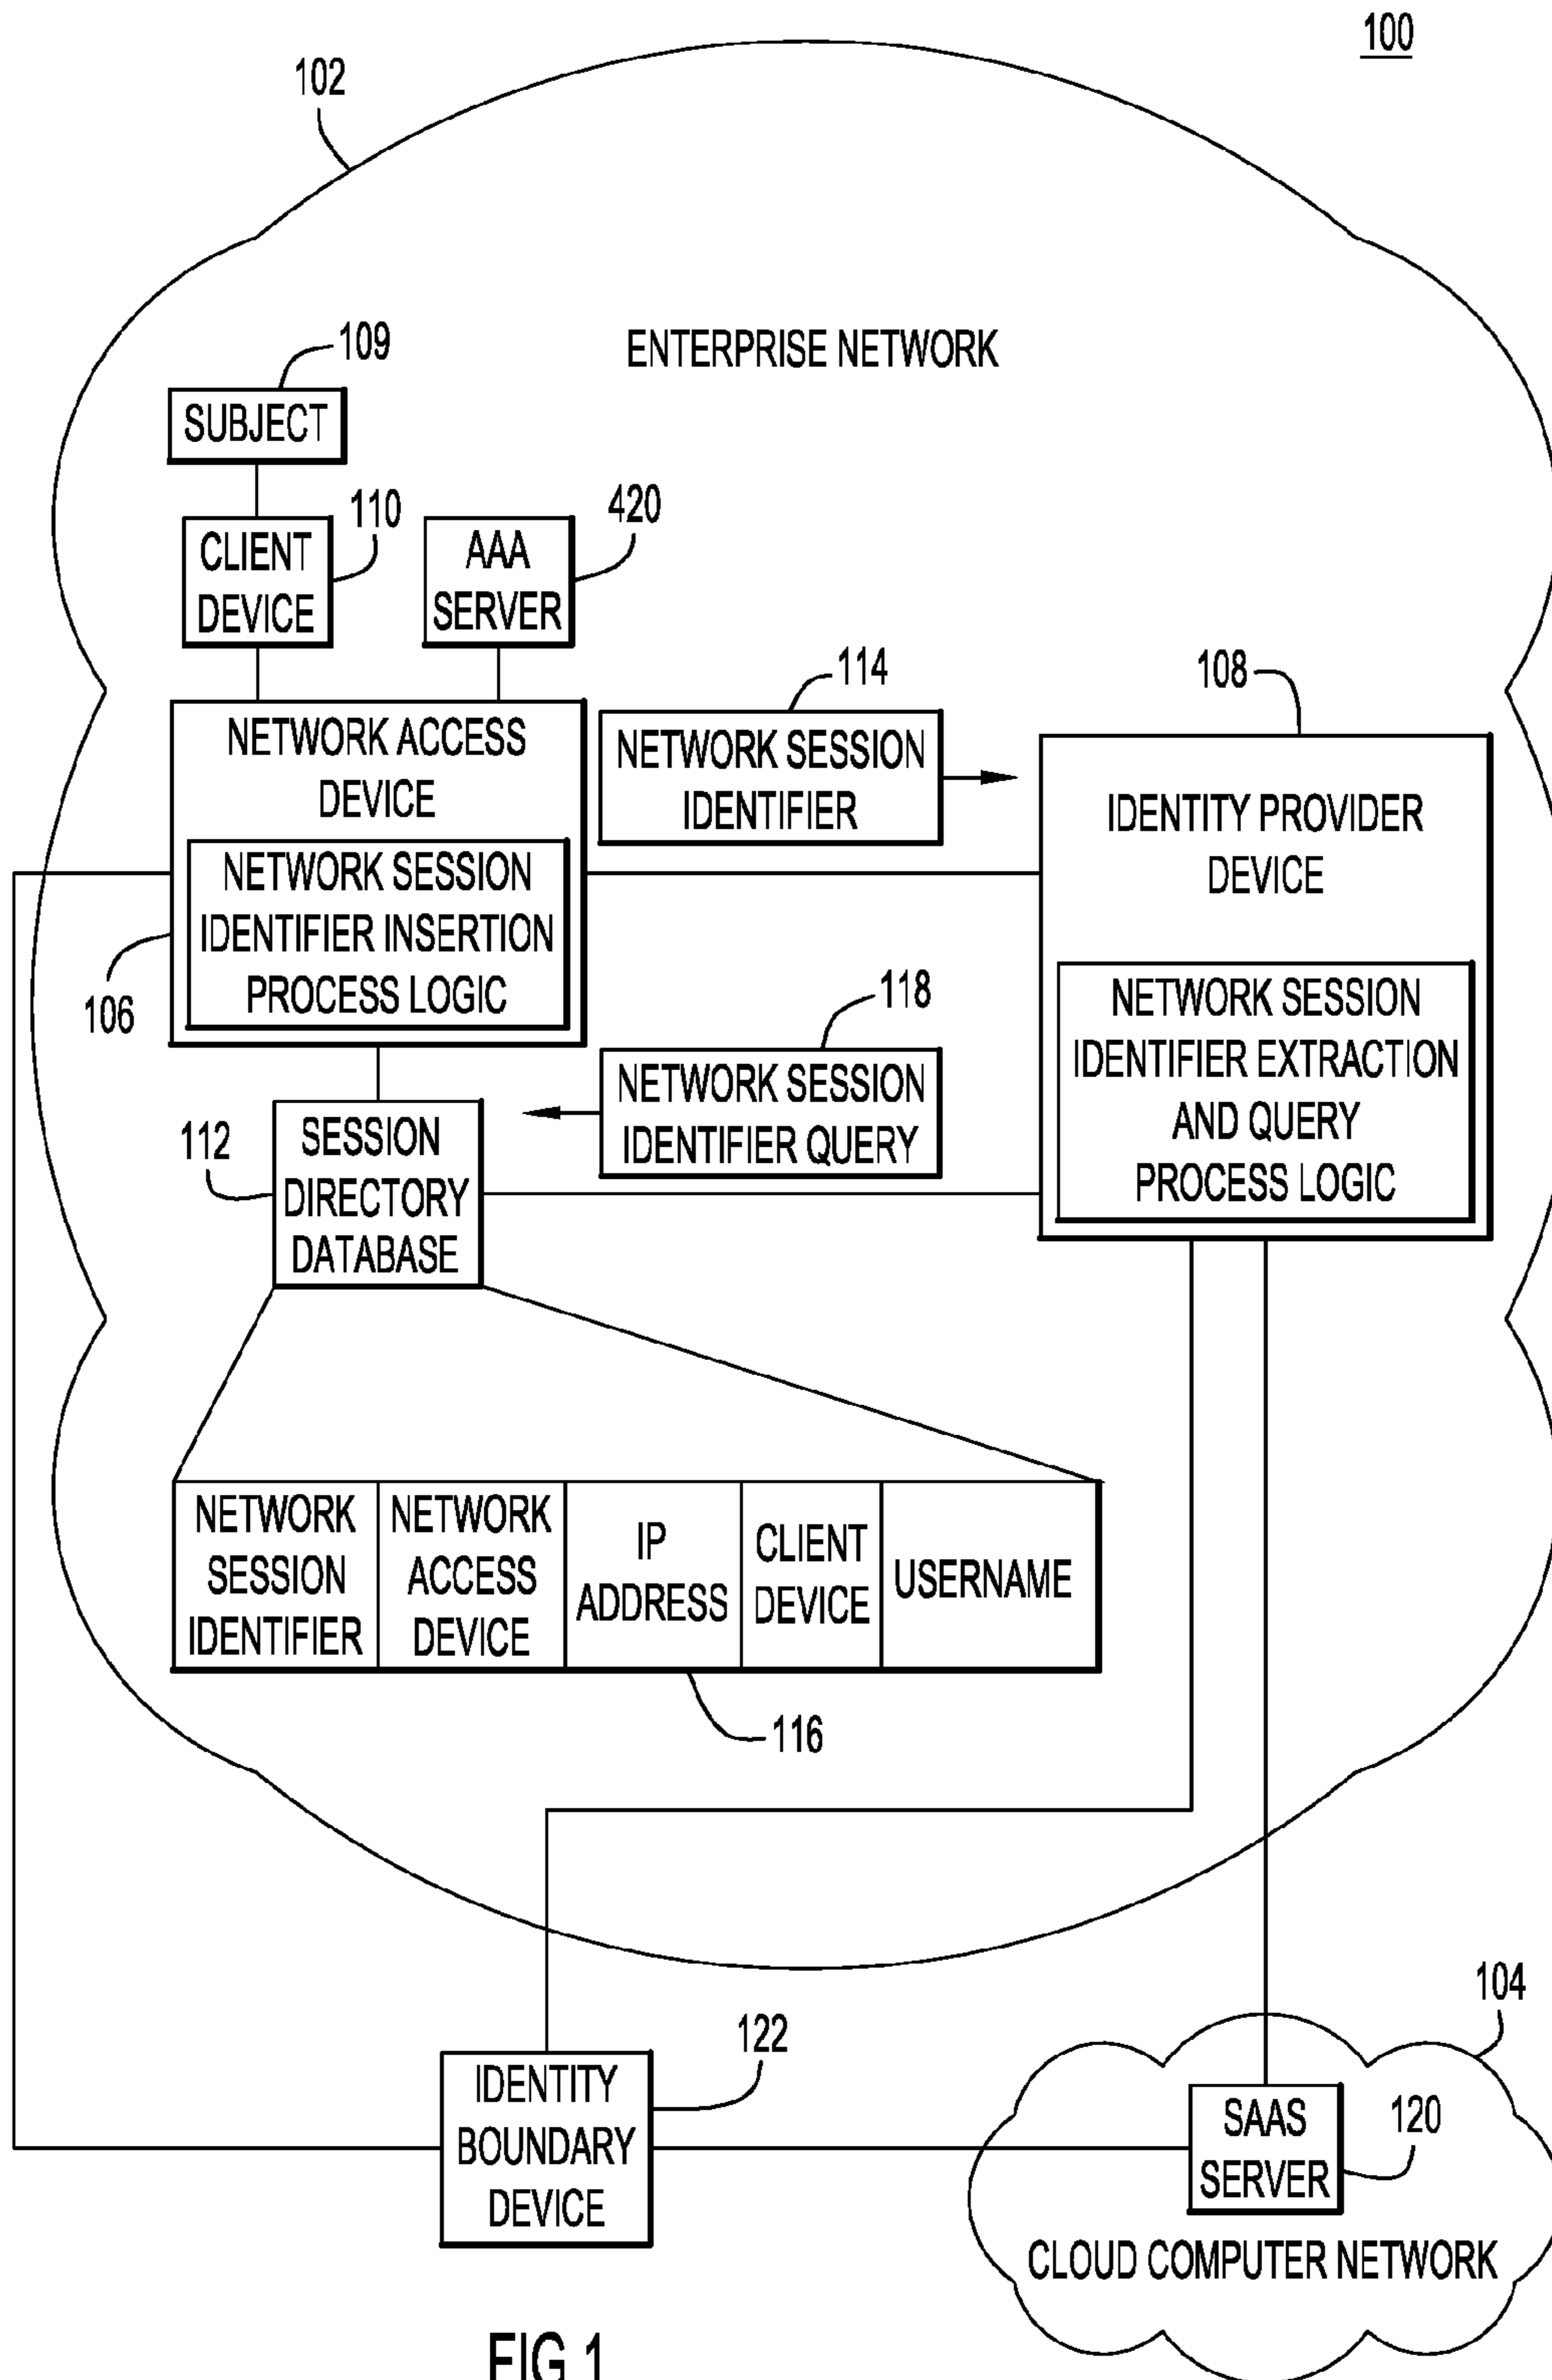 100
102
ENTERPRISE NETWORK
109
SUBJECT
110
420
CLIENT
DEVICE
AAA
SERVER
114
108
NETWORK ACCESS
DEVICE
NETWORK SESSION
IDENTIFIER INSERTION
PROCESS LOGIC
106
NETWORK SESSION
IDENTIFIER
IDENTITY PROVIDER
DEVICE
NETWORK SESSION
IDENTIFIER EXTRACTION
AND QUERY
PROCESS LOGIC
118
NETWORK SESSION
IDENTIFIER QUERY
112
SESSION
DIRECTORY
DATABASE
NETWORK
SESSION
IDENTIFIER
NETWORK
ACCESS
DEVICE
IP
ADDRESS
CLIENT
DEVICE
USERNAME
116
104
122
IDENTITY
BOUNDARY
DEVICE
SAAS
SERVER
120
CLOUD COMPUTER NETWORK
FIG.1